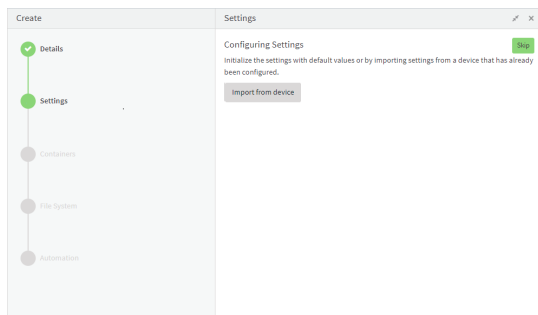 Create
Settings
Details
Settings
Containers
File System
Automation
Configuring Settings
Skip
Initialize the settings with default values or by importing settings from a device that has already
been configured.
Import from device